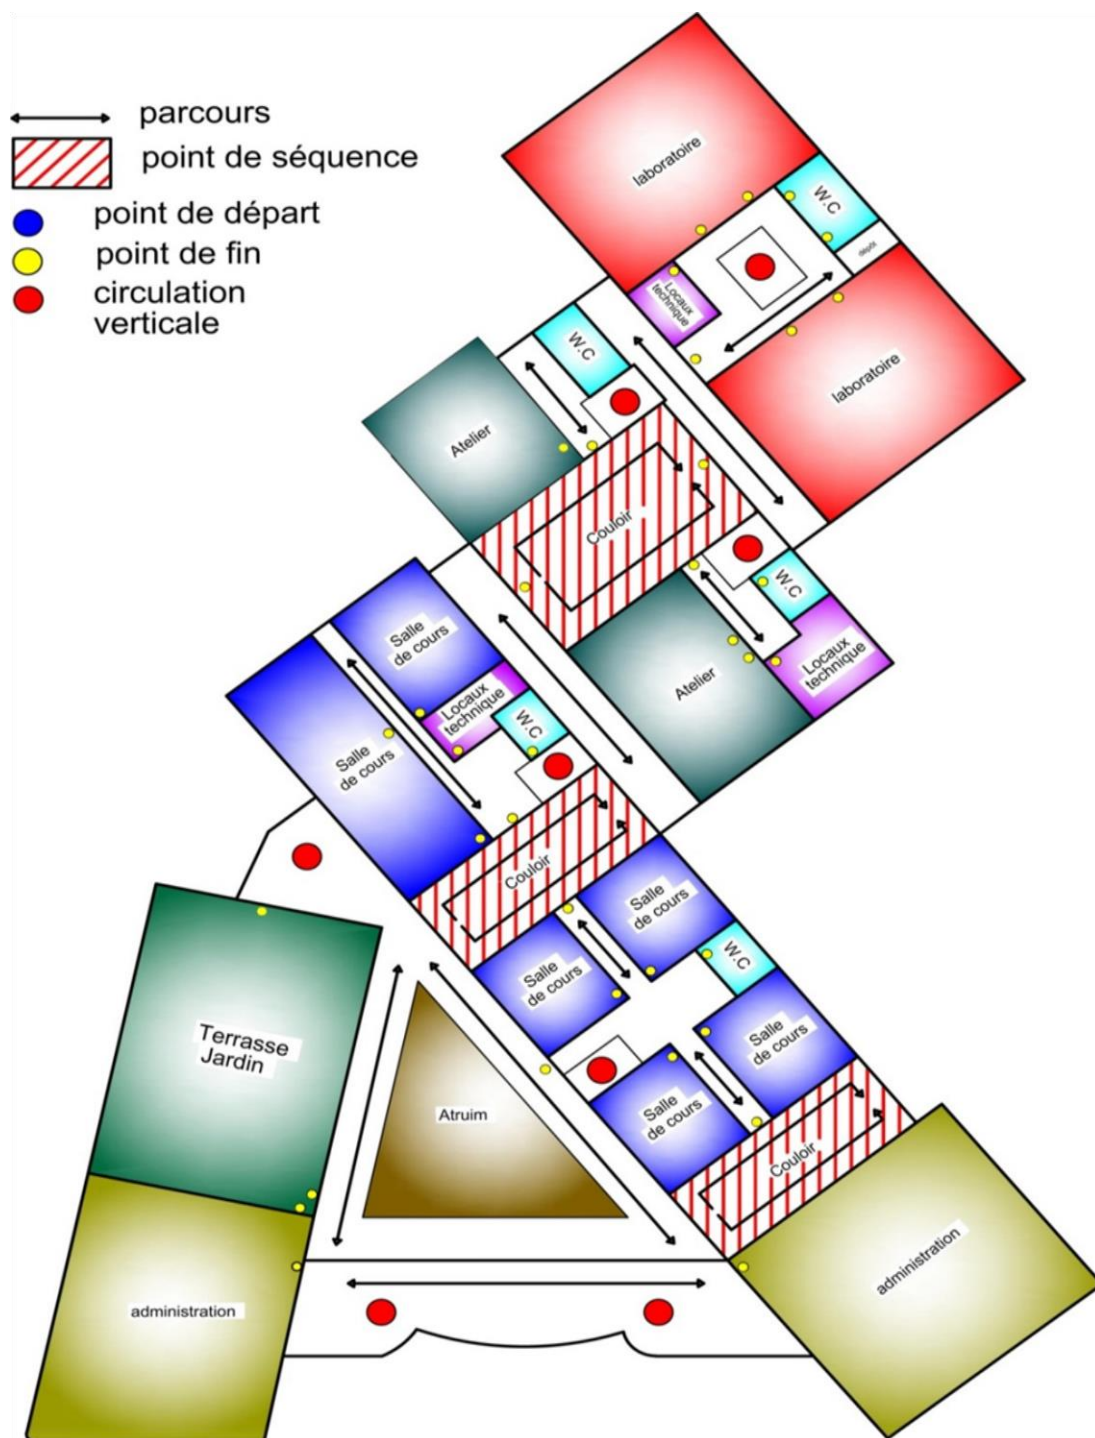 parcours
point de séquence
point de départ
point de fin
circulation
verticale
laboratoire
W.C
dépôt
Locaux
technique
W.C
laboratoire
Atelier
Couloir
W.C
Salle
de cours
Locaux
technique
Atelier
Locaux
technique
W.C
Salle
de cours
Couloir
Salle
de cours
W.C
Salle
de cours
Terrasse
Jardin
Salle
de cours
Atruim
Salle
de cours
Couloir
administration
administration